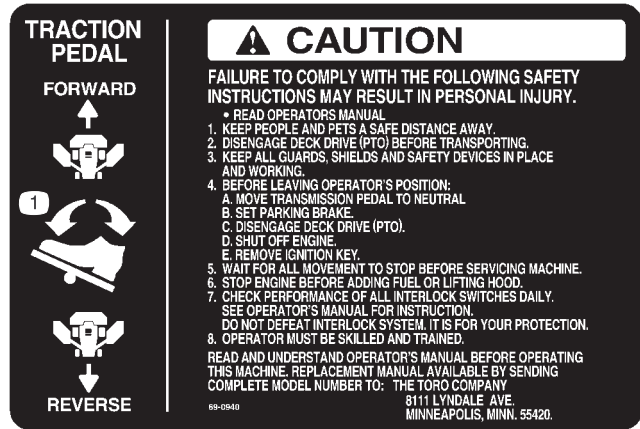 TRACTION
PEDAL
FORWARD
1
REVERSE
CAUTION
FAILURE TO COMPLY WITH THE FOLLOWING SAFETY
INSTRUCTIONS MAY RESULT IN PERSONAL INJURY.
• READ OPERATORS MANUAL
1. KEEP PEOPLE AND PETS A SAFE DISTANCE AWAY.
2. DISENGAGE DECK DRIVE (PTO) BEFORE TRANSPORTING.
3. KEEP ALL GUARDS, SHIELDS AND SAFETY DEVICES IN PLACE
AND WORKING.
4. BEFORE LEAVING OPERATOR'S POSITION:
A. MOVE TRANSMISSION PEDAL TO NEUTRAL
B. SET PARKING BRAKE.
C. DISENGAGE DECK DRIVE (PTO).
D. SHUT OFF ENGINE.
E. REMOVE IGNITION KEY.
5. WAIT FOR ALL MOVEMENT TO STOP BEFORE SERVICING MACHINE.
6. STOP ENGINE BEFORE ADDING FUEL OR LIFTING HOOD.
7. CHECK PERFORMANCE OF ALL INTERLOCK SWITCHES DAILY.
SEE OPERATOR'S MANUAL FOR INSTRUCTION.
DO NOT DEFEAT INTERLOCK SYSTEM. IT IS FOR YOUR PROTECTION.
8. OPERATOR MUST BE SKILLED AND TRAINED.
READ AND UNDERSTAND OPERATOR'S MANUAL BEFORE OPERATING
THIS MACHINE. REPLACEMENT MANUAL AVAILABLE BY SENDING
COMPLETE MODEL NUMBER TO: THE TORO COMPANY
8111 LYNDALE AVE.
MINNEAPOLIS, MINN. 55420.
69-0940